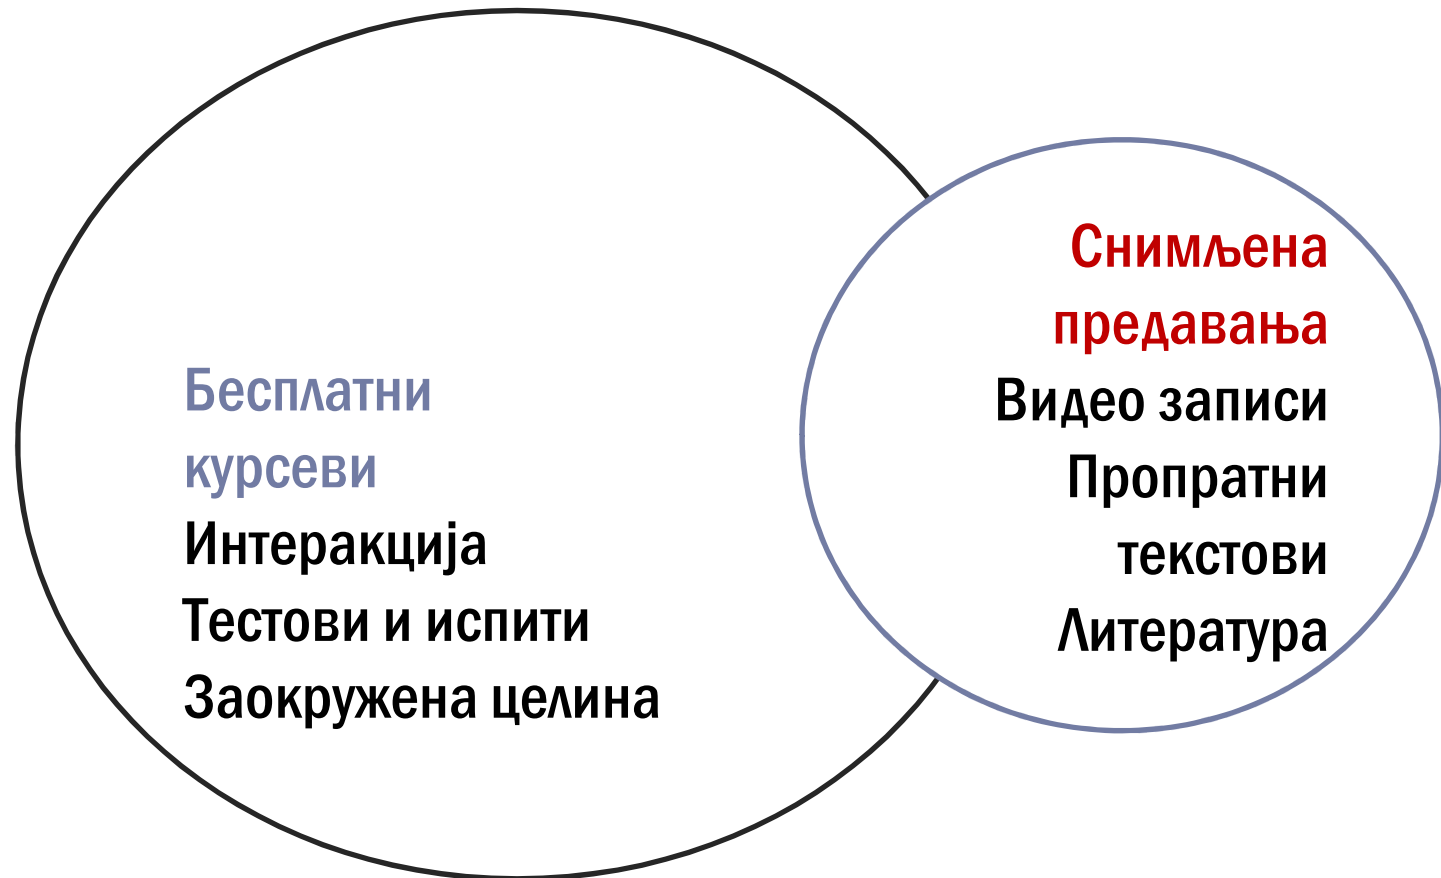 Бесплатни
курсеви
Интеракција
Тестови и испити
Заокружена целина
Снимљена
предавања
Видео записи
Пропратни
текстови
Литература